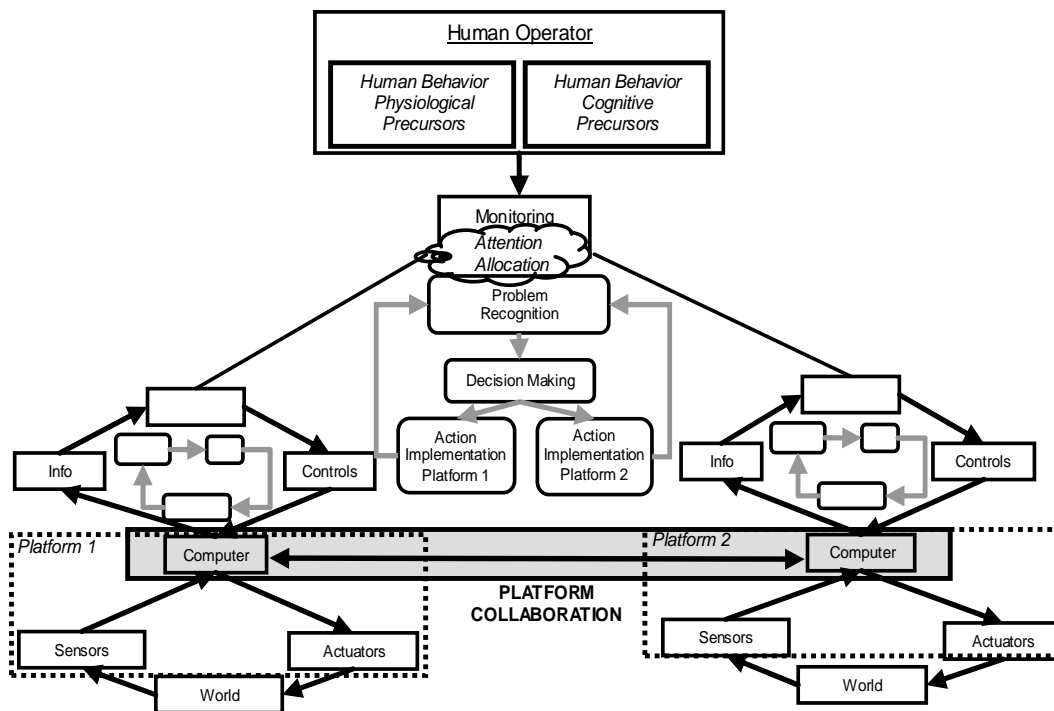 Human Operator
Human Behavior
Physiological
Precursors
Human Behavior
Cognitive
Precursors
Monitoring
Attention
Allocation
Problem
Recognition
Decision Making
Action
Implementation
Platform 1
Action
Implementation
Platform 2
Info
Controls
Info
Controls
Platform 1
Computer
Platform 2
Computer
PLATFORM
COLLABORATION
Sensors
Actuators
World
Sensors
Actuators
World